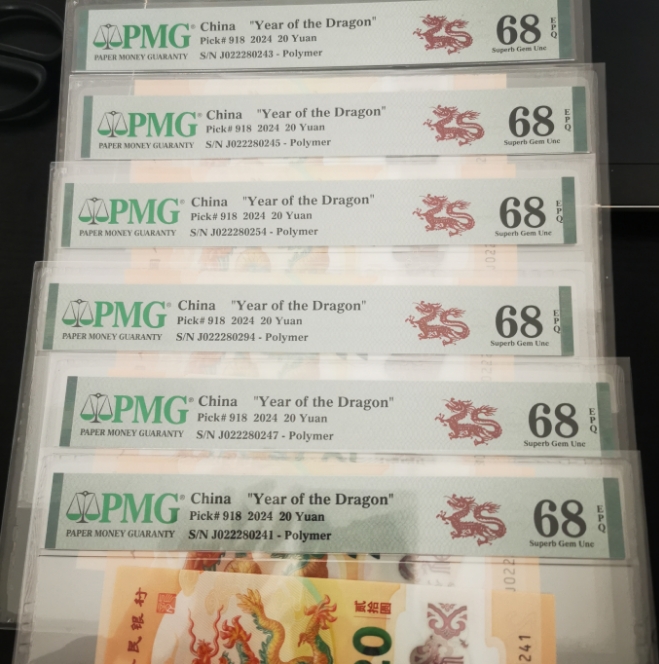 PMG
PAPER MONEY GUARANTY
China "Year of the Dragon"
Pick# 918 2024 20 Yuan
S/N J022280243 - Polymer
68
EPQ
Superb Gem Unc
PMG
PAPER MONEY GUARANTY
China "Year of the Dragon"
Pick# 918 2024 20 Yuan
S/N J022280245 - Polymer
68
EPQ
Superb Gem Unc
PMG
PAPER MONEY GUARANTY
China "Year of the Dragon"
Pick# 918 2024 20 Yuan
S/N J022280254 - Polymer
68
EPQ
Superb Gem Unc
PMG
PAPER MONEY GUARANTY
China "Year of the Dragon"
Pick# 918 2024 20 Yuan
S/N J022280294 - Polymer
68
EPQ
Superb Gem Unc
PMG
PAPER MONEY GUARANTY
China "Year of the Dragon"
Pick# 918 2024 20 Yuan
S/N J022280247 - Polymer
68
EPQ
Superb Gem Unc
PMG
PAPER MONEY GUARANTY
China "Year of the Dragon"
Pick# 918 2024 20 Yuan
S/N J022280241 - Polymer
68
EPQ
Superb Gem Unc
民银行
贰拾圆
20
J022
241